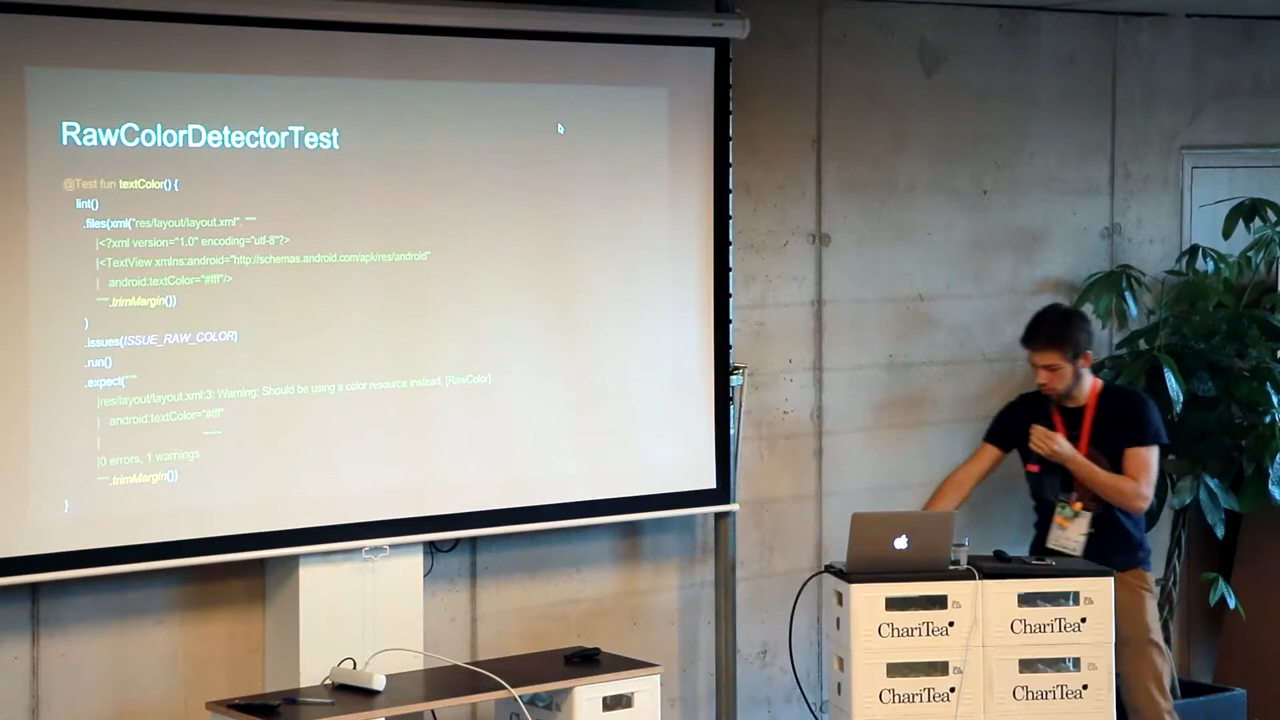 RawColorDetectorTest
@Test fun textColor() {
lint()
.files(xml("res/layout/layout.xml", """
|<?xml version="1.0" encoding="utf-8"?>
|<TextView xmlns:android="http://schemas.android.com/apk/res/android"
| android:textColor="#fff"/>
""".trimMargin())
)
.issues(ISSUE_RAW_COLOR)
.run()
.expect("""
|res/layout/layout.xml:3: Warning: Should be using a color resource instead. [RawColor]
| android:textColor="#fff"
| ~~~~
|0 errors, 1 warnings
""".trimMargin())
}
ChariTea
ChariTea
ChariTea
ChariTea